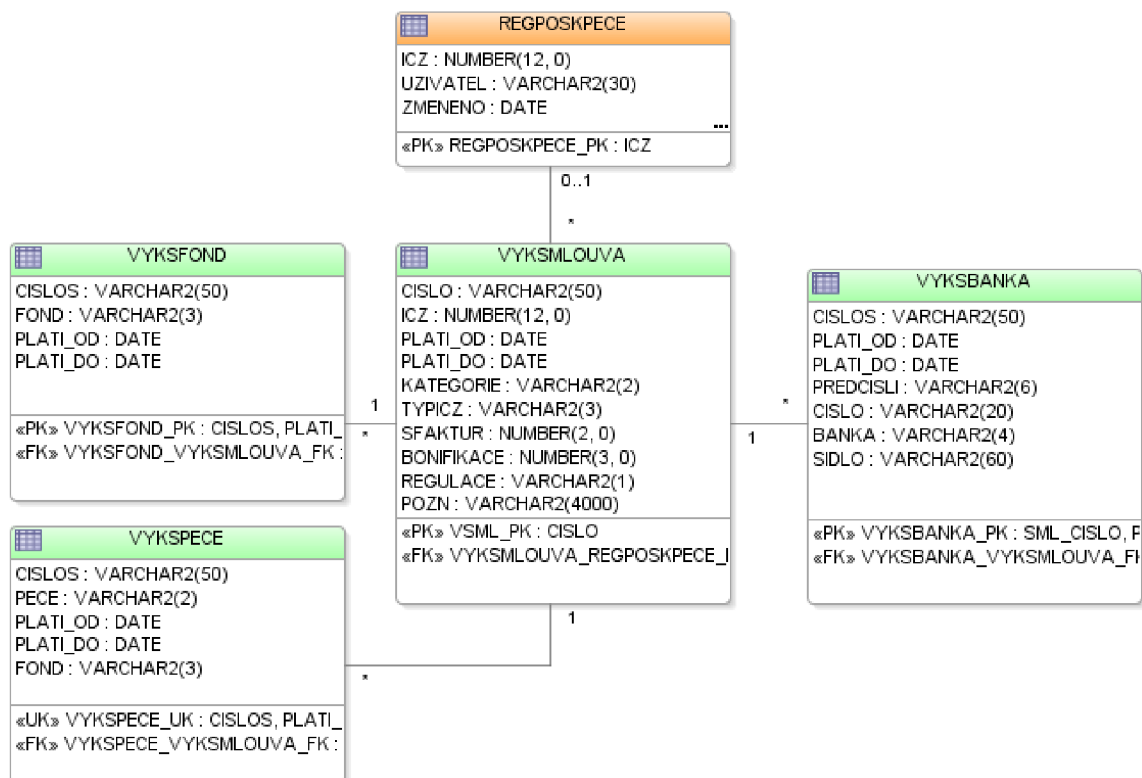 REGPOSKPECE
ICZ : NUMBER(12, 0)
UZIVATEL : VARCHAR2(30)
ZMENENO : DATE
...
«PK» REGPOSKPECE_PK : ICZ
0..1
*
VYKSFOND
CISLOS : VARCHAR2(50)
FOND : VARCHAR2(3)
PLATI_OD : DATE
PLATI_DO : DATE
«PK» VYKSFOND_PK : CISLOS, PLATI_
«FK» VYKSFOND_VYKSMLOUVA_FK :
1
*
VYKSMLOUVA
CISLO : VARCHAR2(50)
ICZ : NUMBER(12, 0)
PLATI_OD : DATE
PLATI_DO : DATE
KATEGORIE : VARCHAR2(2)
TYPICZ : VARCHAR2(3)
SFAKTUR : NUMBER(2, 0)
BONIFIKACE : NUMBER(3, 0)
REGULACE : VARCHAR2(1)
POZN : VARCHAR2(4000)
«PK» VSML_PK : CISLO
«FK» VYKSMLOUVA_REGPOSKPECE_
*
1
VYKSBANKA
CISLOS : VARCHAR2(50)
PLATI_OD : DATE
PLATI_DO : DATE
PREDCISLI : VARCHAR2(6)
CISLO : VARCHAR2(20)
BANKA : VARCHAR2(4)
SIDLO : VARCHAR2(60)
«PK» VYKSBANKA_PK : SML_CISLO, P
«FK» VYKSBANKA_VYKSMLOUVA_FK
VYKSPECE
CISLOS : VARCHAR2(50)
PECE : VARCHAR2(2)
PLATI_OD : DATE
PLATI_DO : DATE
FOND : VARCHAR2(3)
«UK» VYKSPECE_UK : CISLOS, PLATI_
«FK» VYKSPECE_VYKSMLOUVA_FK :
1
*